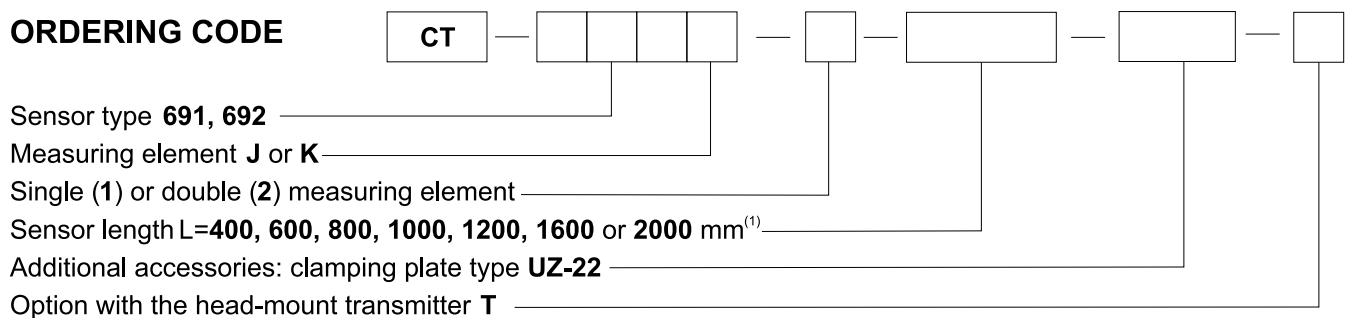 ORDERING CODE CT
Sensor type 691, 692
Measuring element J or K
Single (1) or double (2) measuring element
Sensor length L=400, 600, 800, 1000, 1200, 1600 or 2000 mm(1)
Additional accessories: clamping plate type UZ-22
Option with the head-mount transmitter T